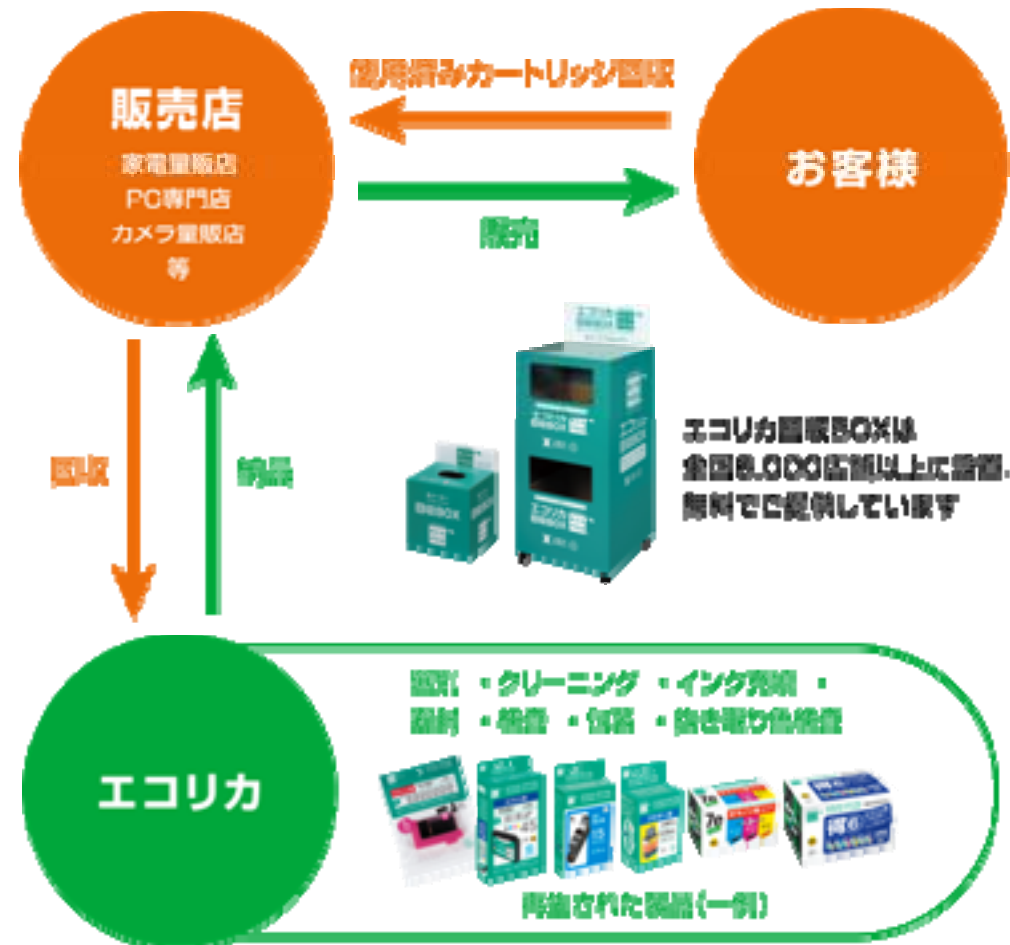 販売店
家電量販店
PC専門店
カメラ量販店
等
使用済みカートリッジ回収
お客様
販売
回収
納品
エコリカ回収BOXは
全国8,000店舗以上に設置。
無料でご提供しています
エコリカ
・クリーニング ・インク充填 ・
・検査 ・包装 ・抜き取り色検査
再生された製品(一例)